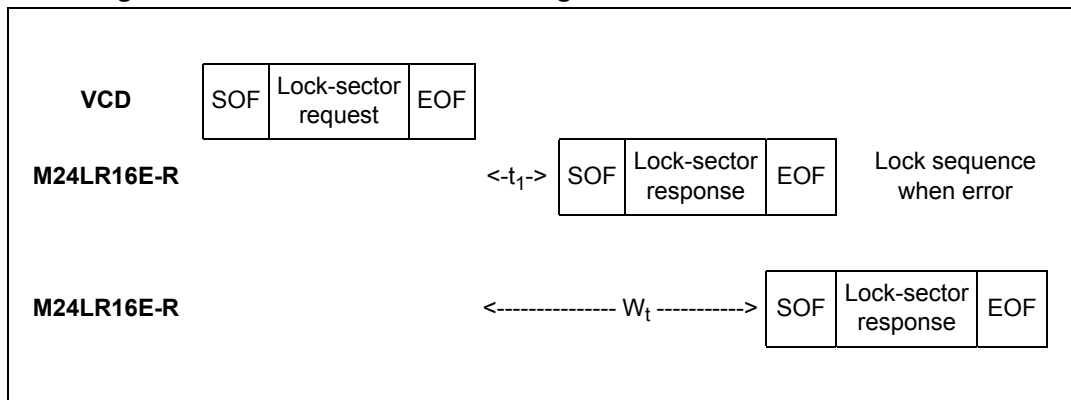 VCD SOF Lock-sector request EOF
M24LR16E-R <-t1-> SOF Lock-sector response EOF Lock sequence when error
M24LR16E-R <--------------- Wt -----------> SOF Lock-sector response EOF